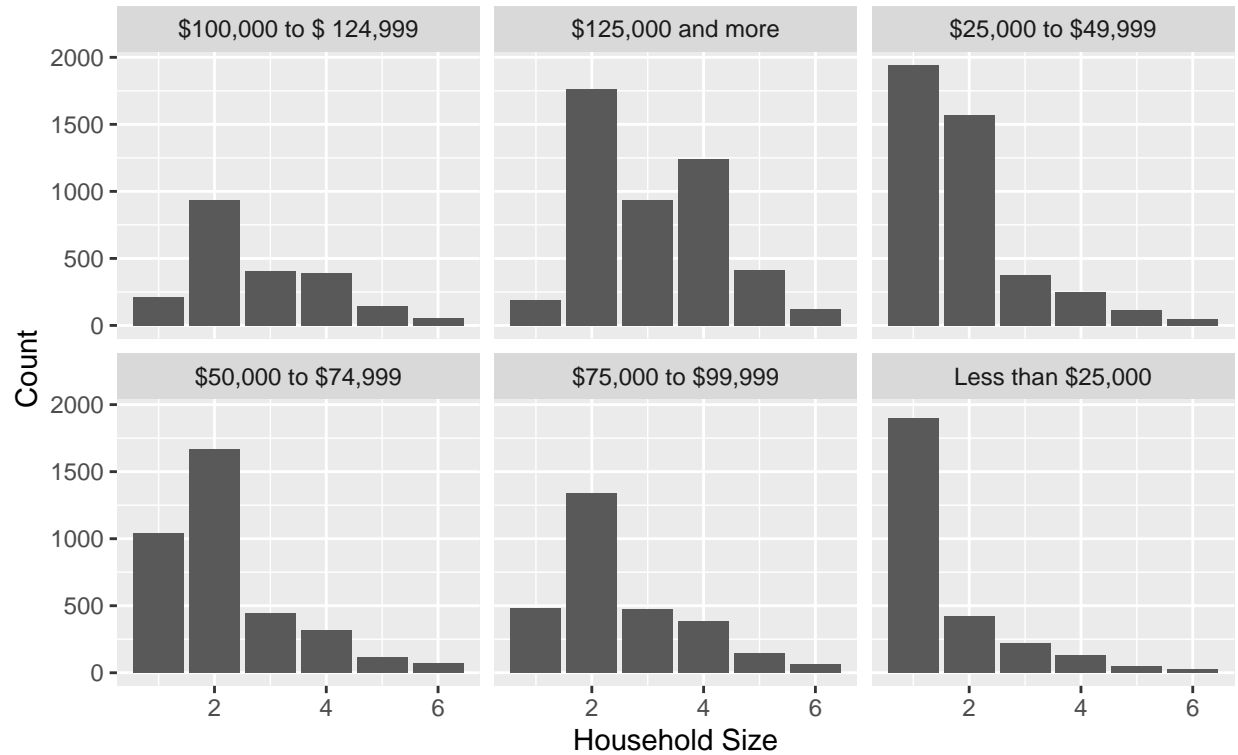 $100,000 to $ 124,999
$125,000 and more
$25,000 to $49,999
2000
1500
1000
500
0
$50,000 to $74,999
$75,000 to $99,999
Less than $25,000
2000
1500
1000
500
0
2 4 6
2 4 6
2 4 6
Household Size
Count